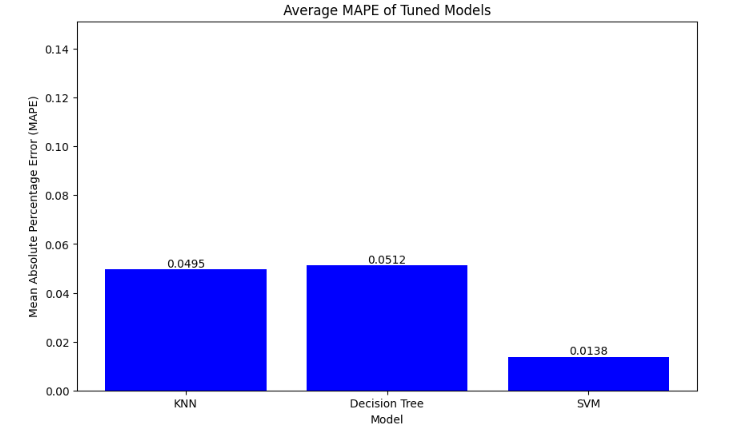 Average MAPE of Tuned Models
Mean Absolute Percentage Error (MAPE)
0.14
0.12
0.10
0.08
0.06
0.04
0.02
0.00
0.0495
0.0512
0.0138
KNN
Decision Tree
SVM
Model